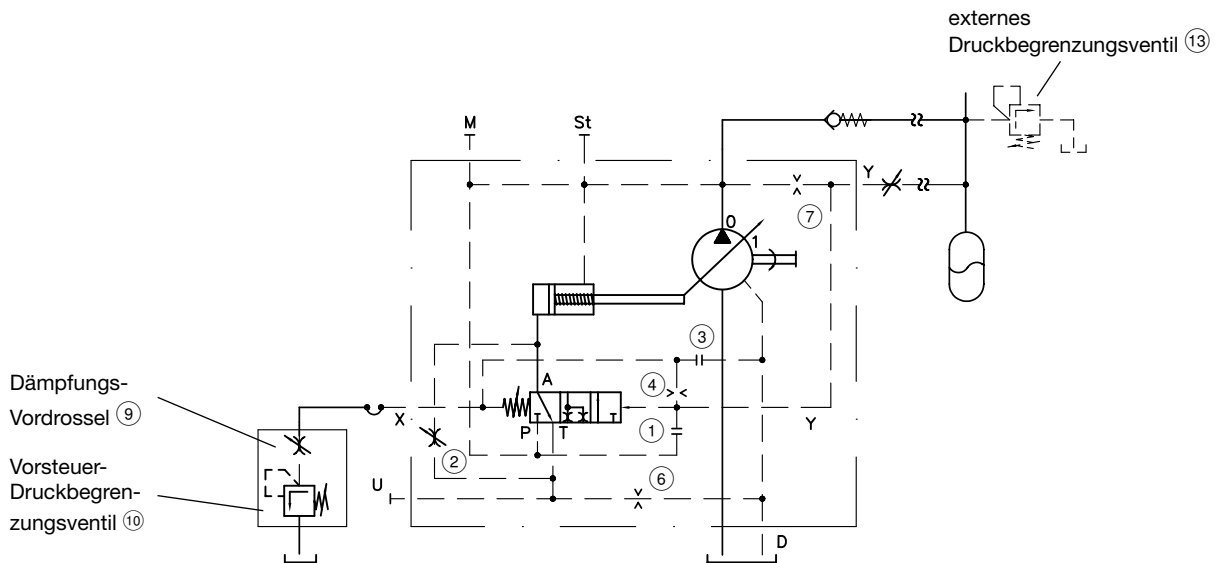 externes
Druckbegrenzungsventil ⑬
M
St
Y
⑦
0
1
③
Dämpfungs-
Vordrossel ⑨
A
④
X
P
T
①
Y
Vorsteuer-
Druckbegren-
zungsventil ⑩
②
U
⑥
D